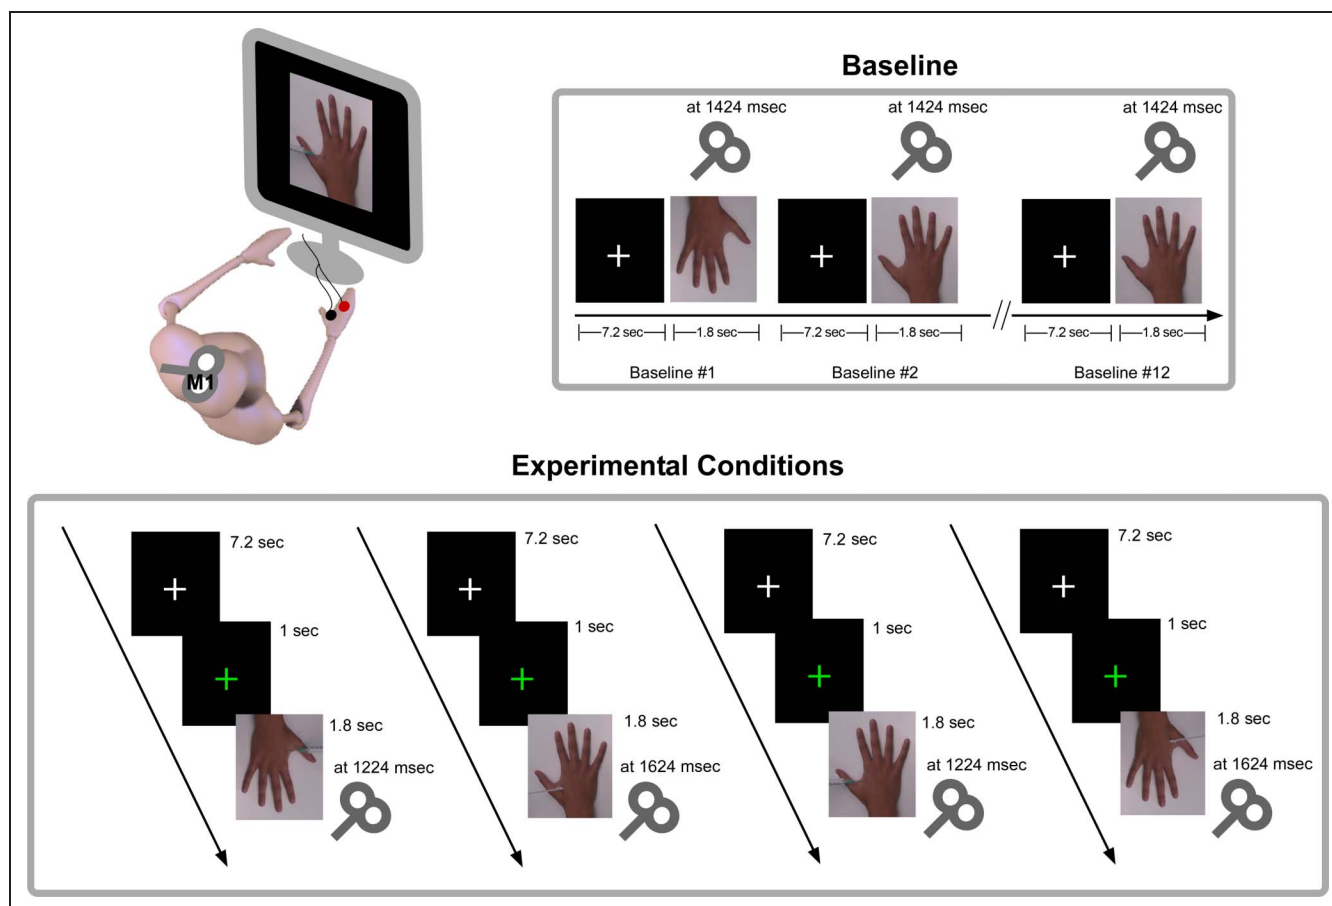 Baseline
at 1424 msec
at 1424 msec
at 1424 msec
7.2 sec
1.8 sec
7.2 sec
1.8 sec
7.2 sec
1.8 sec
Baseline #1
Baseline #2
Baseline #12
M1
Experimental Conditions
7.2 sec
1 sec
1.8 sec
at 1224 msec
7.2 sec
1 sec
1.8 sec
at 1624 msec
7.2 sec
1 sec
1.8 sec
at 1224 msec
7.2 sec
1 sec
1.8 sec
at 1624 msec